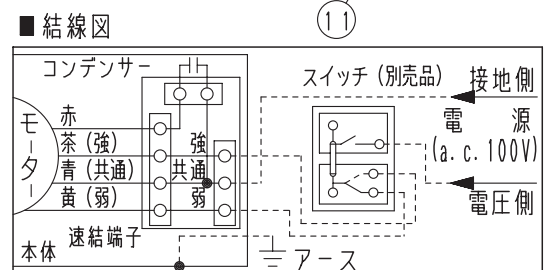 11
■結線図
コンデンサー
スイッチ(別売品)
接地側
モーター
赤
茶(強)
青(共通)
黄(弱)
強
共通
弱
電源
(a.c.100V)
電圧側
速結端子
本体
アース